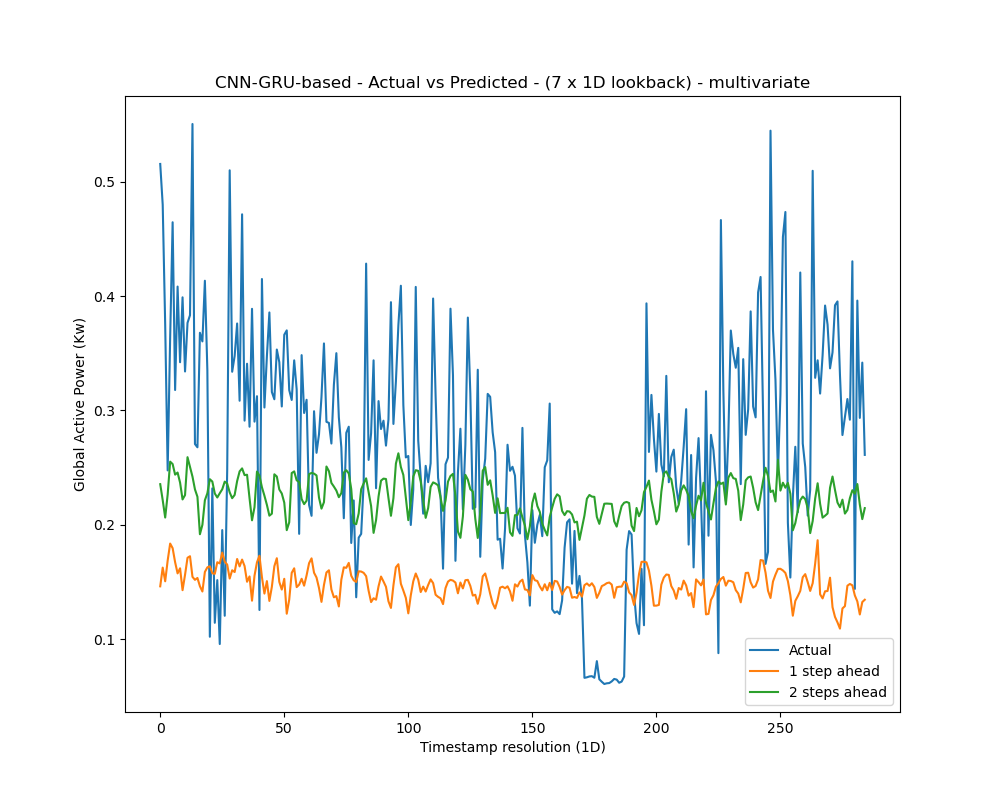 CNN-GRU-based - Actual vs Predicted - (7 x 1D lookback) - multivariate
Global Active Power (Kw)
0.5
0.4
0.3
0.2
0.1
0 50 100 150 200 250
Timestamp resolution (1D)
Actual
1 step ahead
2 steps ahead